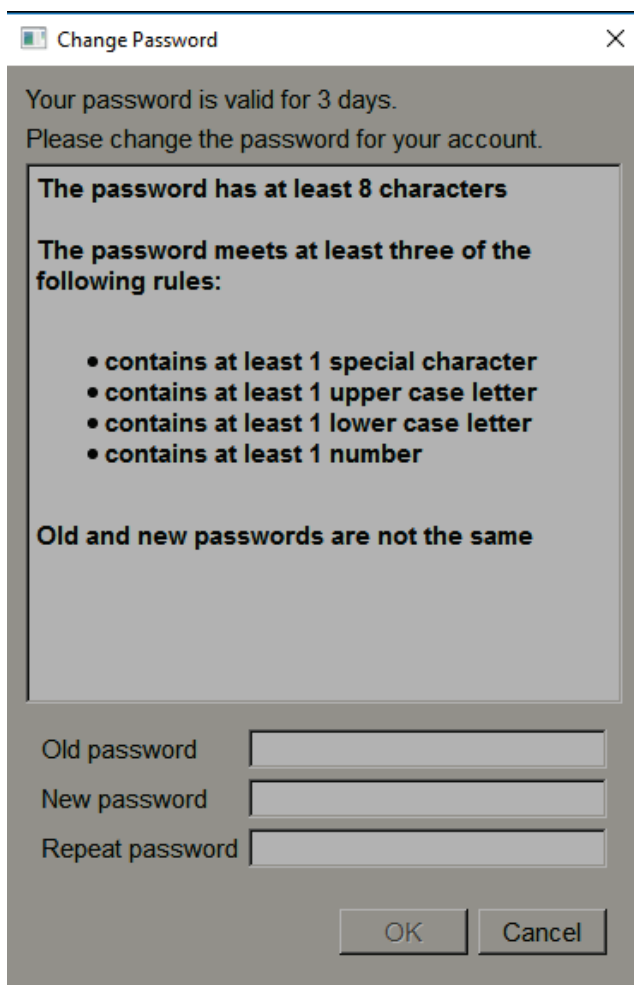 Change Password
Your password is valid for 3 days.
Please change the password for your account.
The password has at least 8 characters
The password meets at least three of the
following rules:
• contains at least 1 special character
• contains at least 1 upper case letter
• contains at least 1 lower case letter
• contains at least 1 number
Old and new passwords are not the same
Old password
New password
Repeat password
OK Cancel